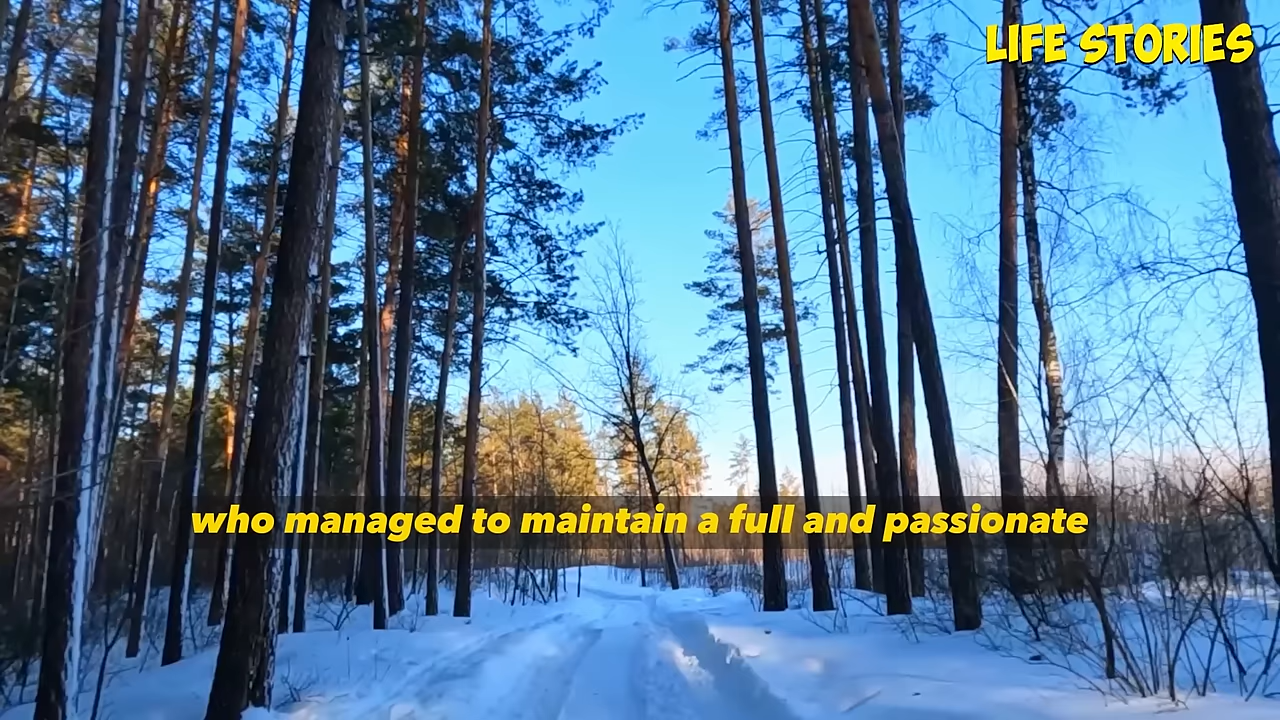 LIFE STORIES
who managed to maintain a full and passionate